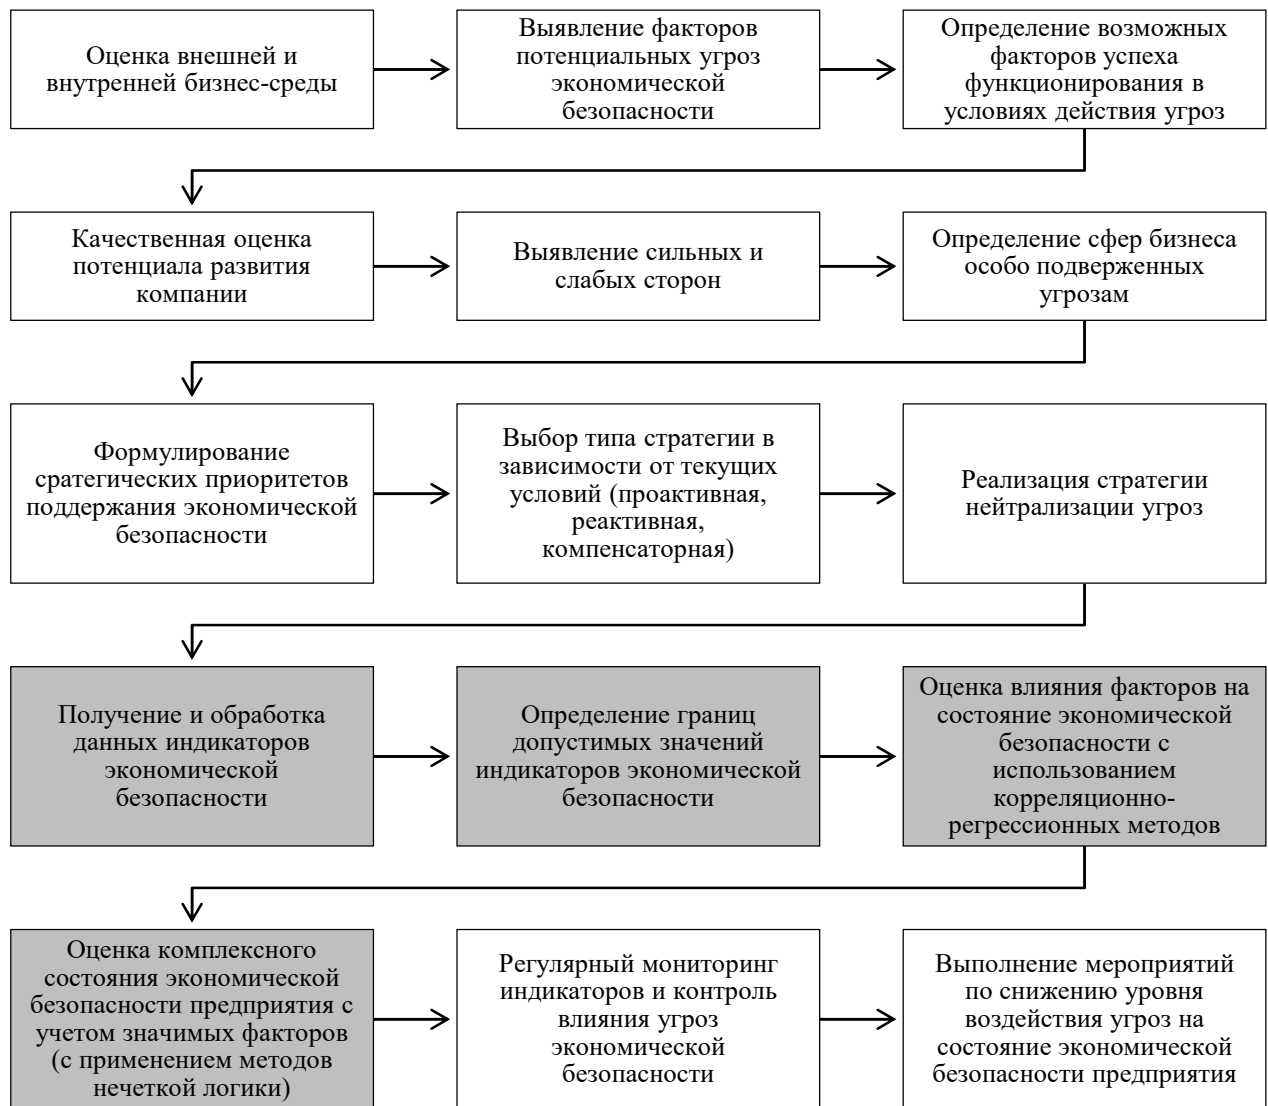 Оценка внешней и
внутренней бизнес-среды
Выявление факторов
потенциальных угроз
экономической
безопасности
Определение возможных
факторов успеха
функционирования в
условиях действия угроз
Качественная оценка
потенциала развития
компании
Выявление сильных и
слабых сторон
Определение сфер бизнеса
особо подверженных
угрозам
Формулирование
сратегических приоритетов
поддержания экономической
безопасности
Выбор типа стратегии в
зависимости от текущих
условий (проактивная,
реактивная,
компенсаторная)
Реализация стратегии
нейтрализации угроз
Получение и обработка
данных индикаторов
экономической
безопасности
Определение границ
допустимых значений
индикаторов экономической
безопасности
Оценка влияния факторов на
состояние экономической
безопасности с
использованием
корреляционно-
регрессионных методов
Оценка комплексного
состояния экономической
безопасности предприятия с
учетом значимых факторов
(с применением методов
нечеткой логики)
Регулярный мониторинг
индикаторов и контроль
влияния угроз
экономической
безопасности
Выполнение мероприятий
по снижению уровня
воздействия угроз на
состояние экономической
безопасности предприятия